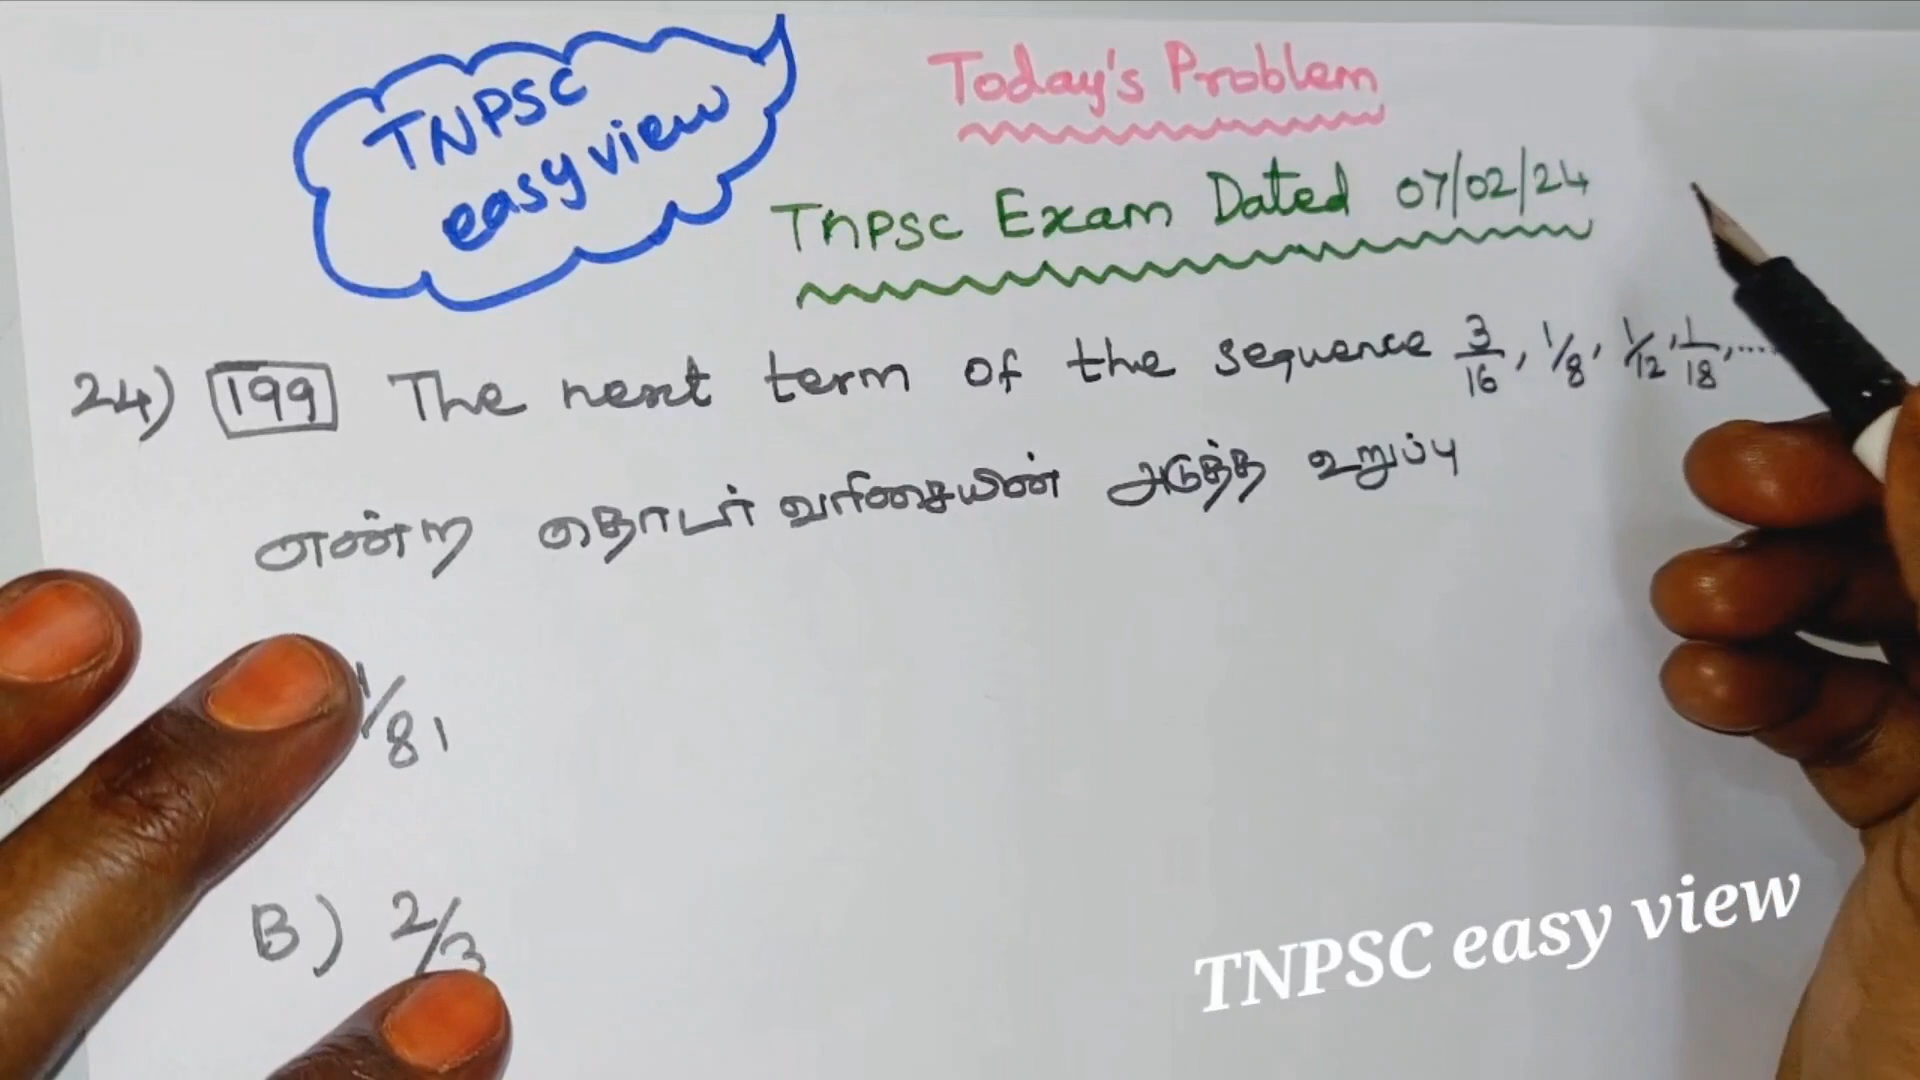 TNPSC
easy view
Today's Problem
TNPSC Exam Dated 07/02/24
24) 199 The next term of the sequence 3/16, 1/8, 1/12, 1/18, ....
என்ற தொடர் வரிசையின் அடுத்த உறுப்பு
1/81
B) 2/3
TNPSC easy view